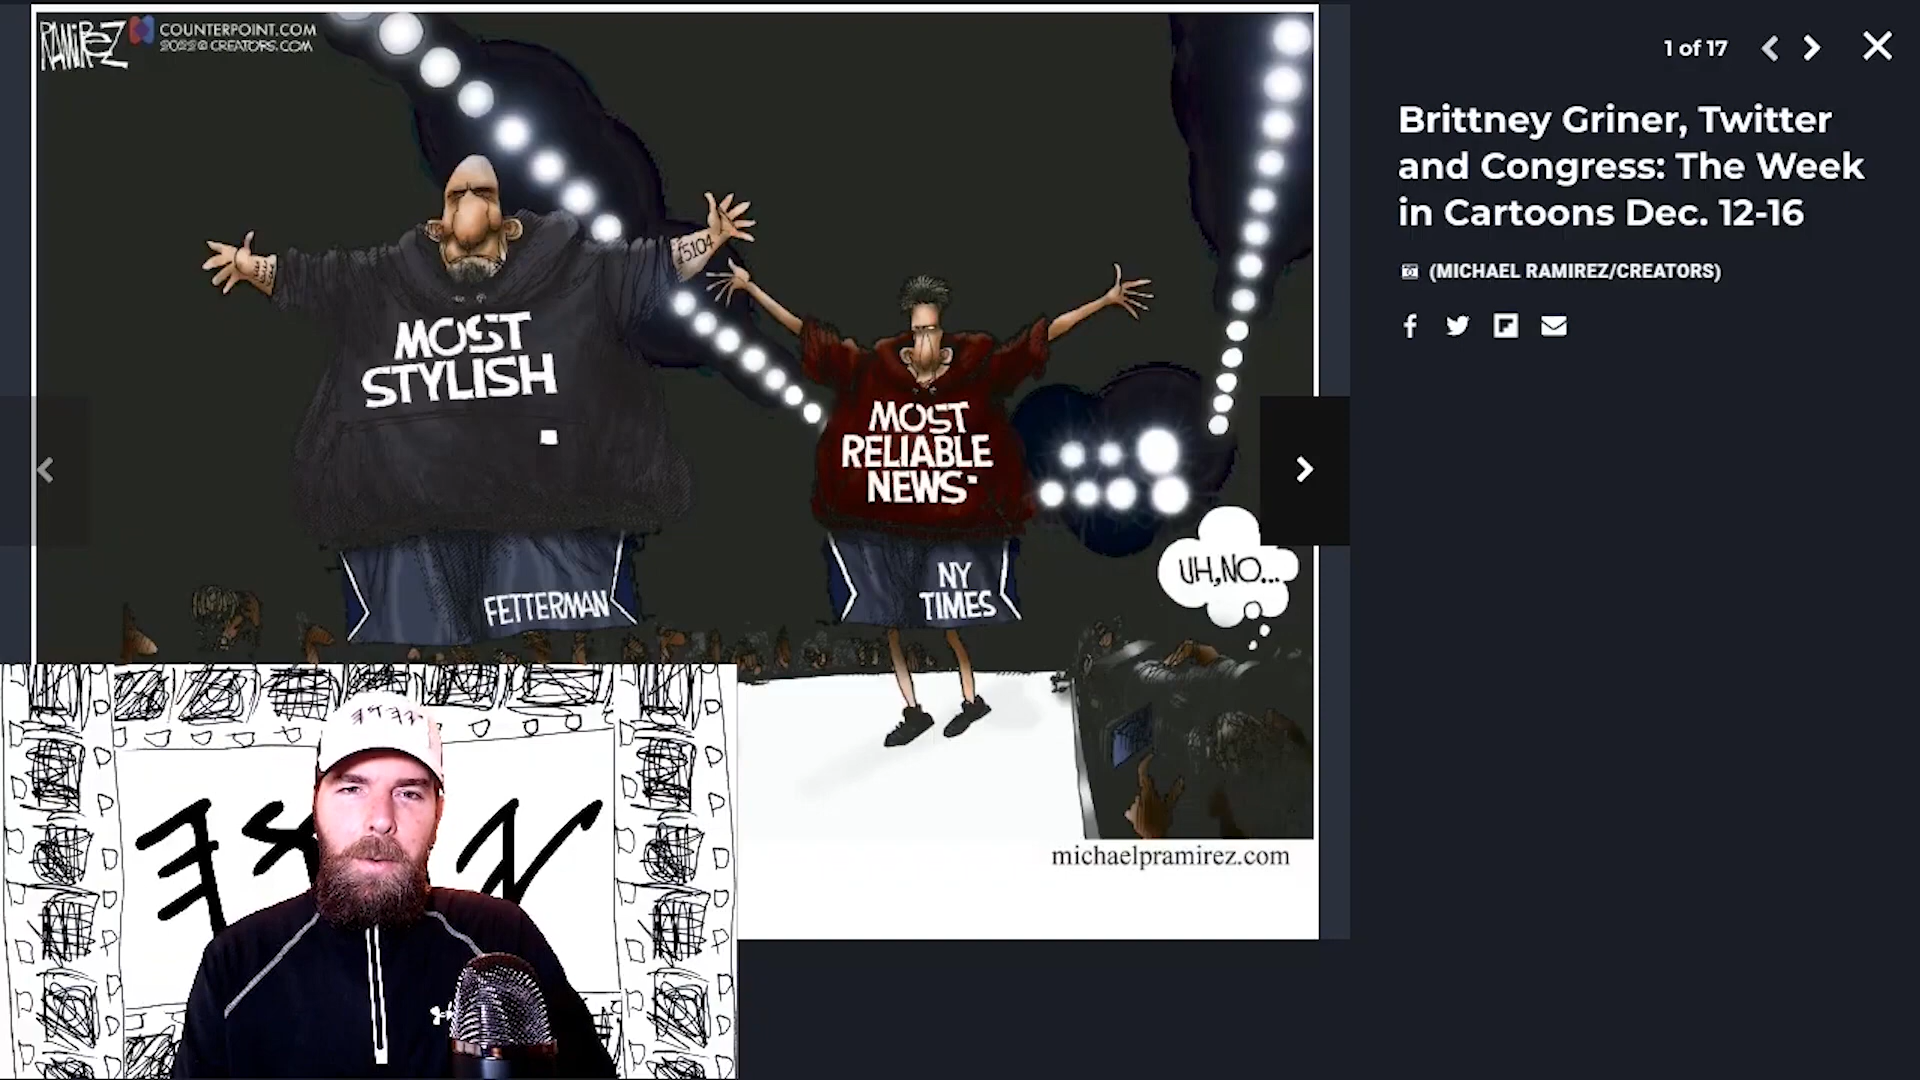 RAMIREZ
COUNTERPOINT.COM
2022 © CREATORS.COM
5104
MOST
STYLISH
MOST
RELIABLE
NEWS
FETTERMAN
NY
TIMES
UH, NO...
michaelpramirez.com
1 of 17
Brittney Griner, Twitter
and Congress: The Week
in Cartoons Dec. 12-16
(MICHAEL RAMIREZ/CREATORS)